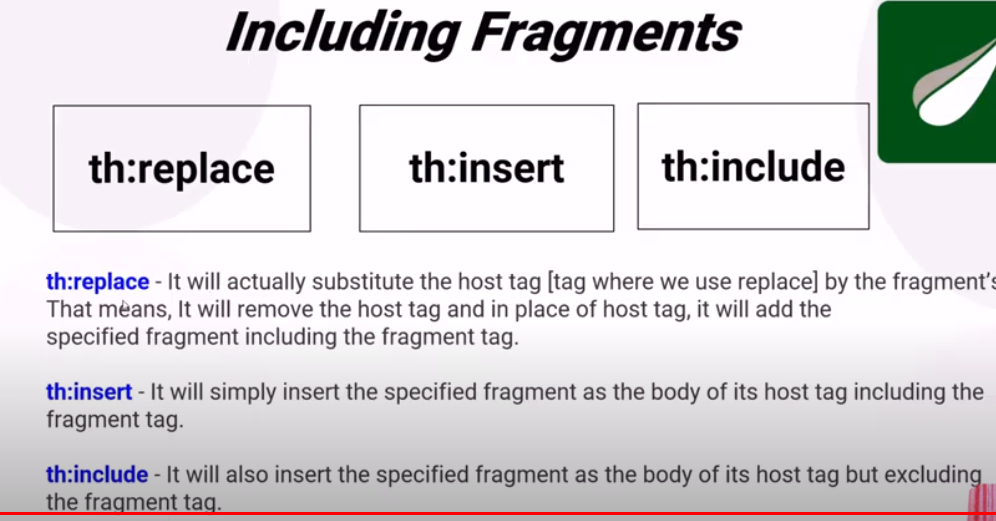 Including Fragments
th:replace
th:insert
th:include
th:replace - It will actually substitute the host tag [tag where we use replace] by the fragment's
That means, It will remove the host tag and in place of host tag, it will add the
specified fragment including the fragment tag.
th:insert - It will simply insert the specified fragment as the body of its host tag including the
fragment tag.
th:include - It will also insert the specified fragment as the body of its host tag but excluding
the fragment tag.